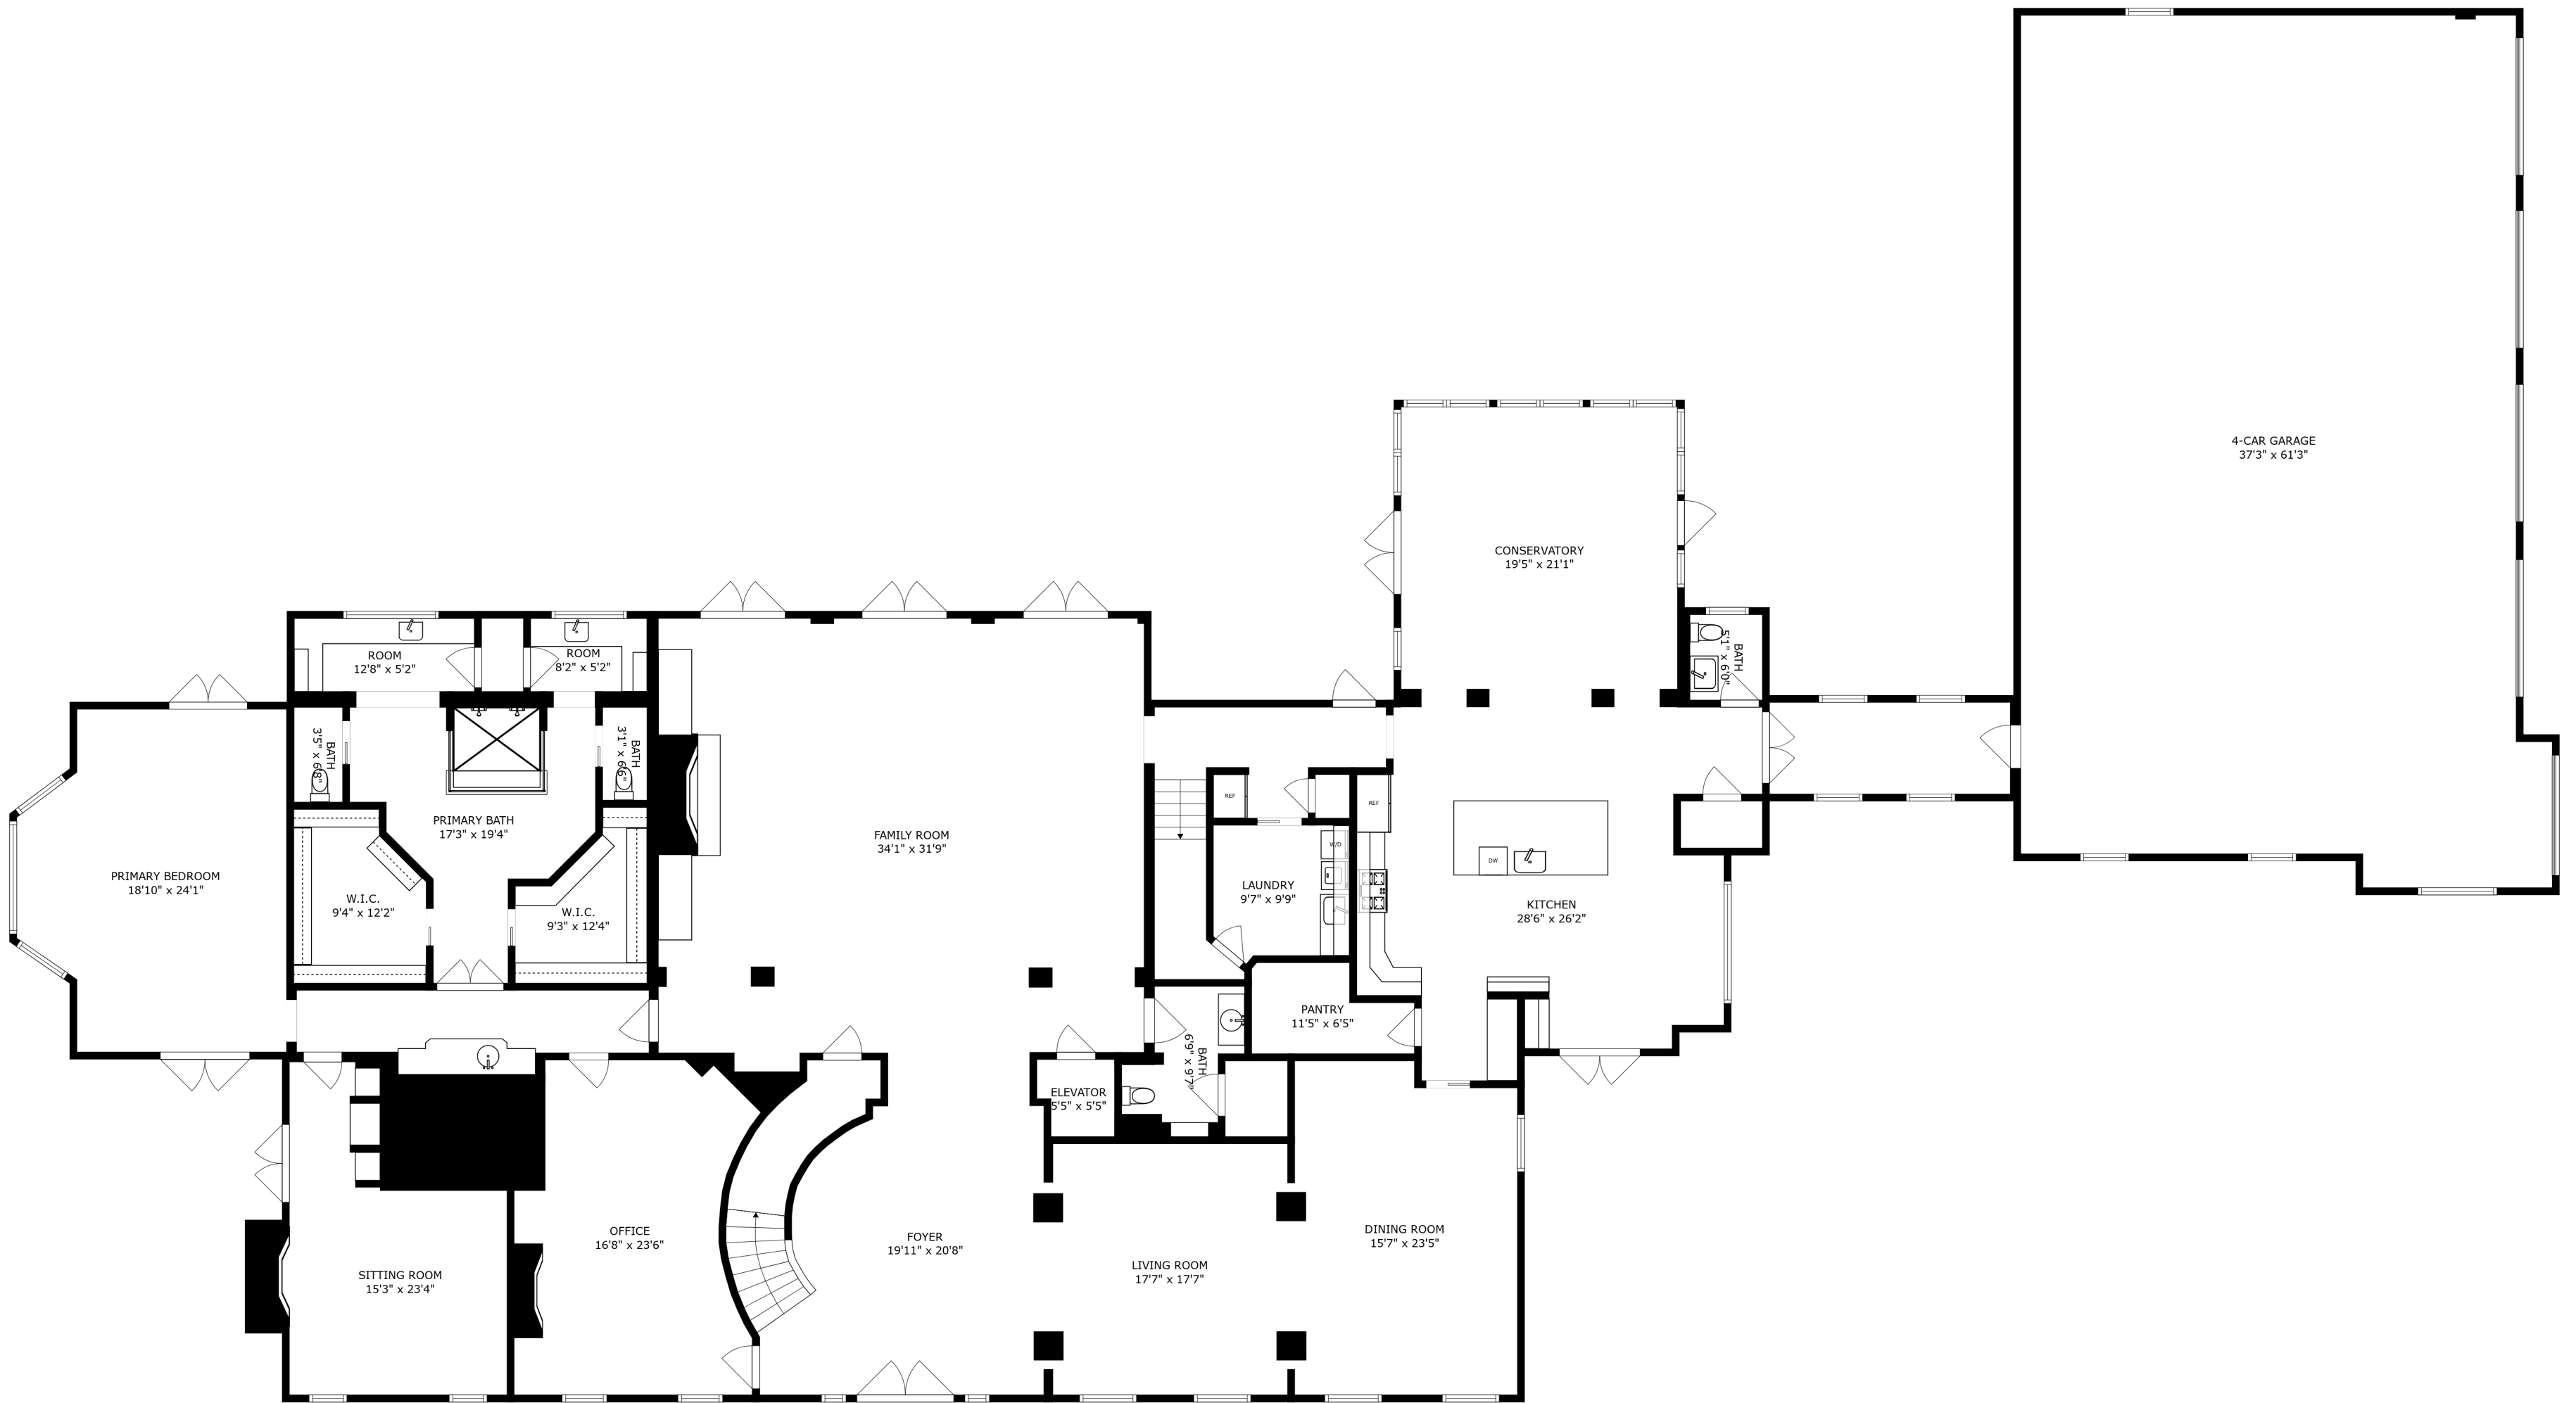 4-CAR GARAGE
37'3" x 61'3"
CONSERVATORY
19'5" x 21'1"
ROOM
12'8" x 5'2"
ROOM
8'2" x 5'2"
BATH
5'1" x 6'0"
BATH
3'5" x 6'8"
BATH
3'1" x 6'6"
PRIMARY BATH
17'3" x 19'4"
FAMILY ROOM
34'1" x 31'9"
REF
REF
W/D
DW
PRIMARY BEDROOM
18'10" x 24'1"
W.I.C.
9'4" x 12'2"
W.I.C.
9'3" x 12'4"
LAUNDRY
9'7" x 9'9"
KITCHEN
28'6" x 26'2"
PANTRY
11'5" x 6'5"
BATH
6'9" x 9'7"
ELEVATOR
5'5" x 5'5"
OFFICE
16'8" x 23'6"
FOYER
19'11" x 20'8"
DINING ROOM
15'7" x 23'5"
LIVING ROOM
17'7" x 17'7"
SITTING ROOM
15'3" x 23'4"